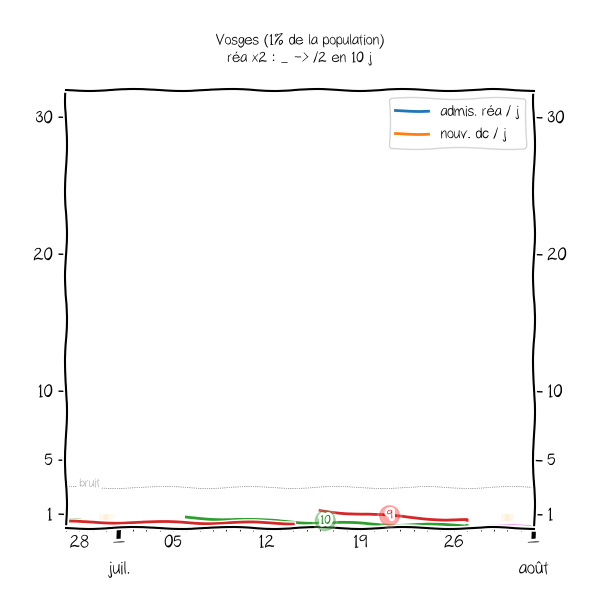 Vosges (1% de la population)
réa x2 : _ -> /2 en 10 j
admis. réa / j
nouv. dc / j
30
30
20
20
10
10
5
5
bruit
1
1
10
9
28
05
12
19
26
juil.
août